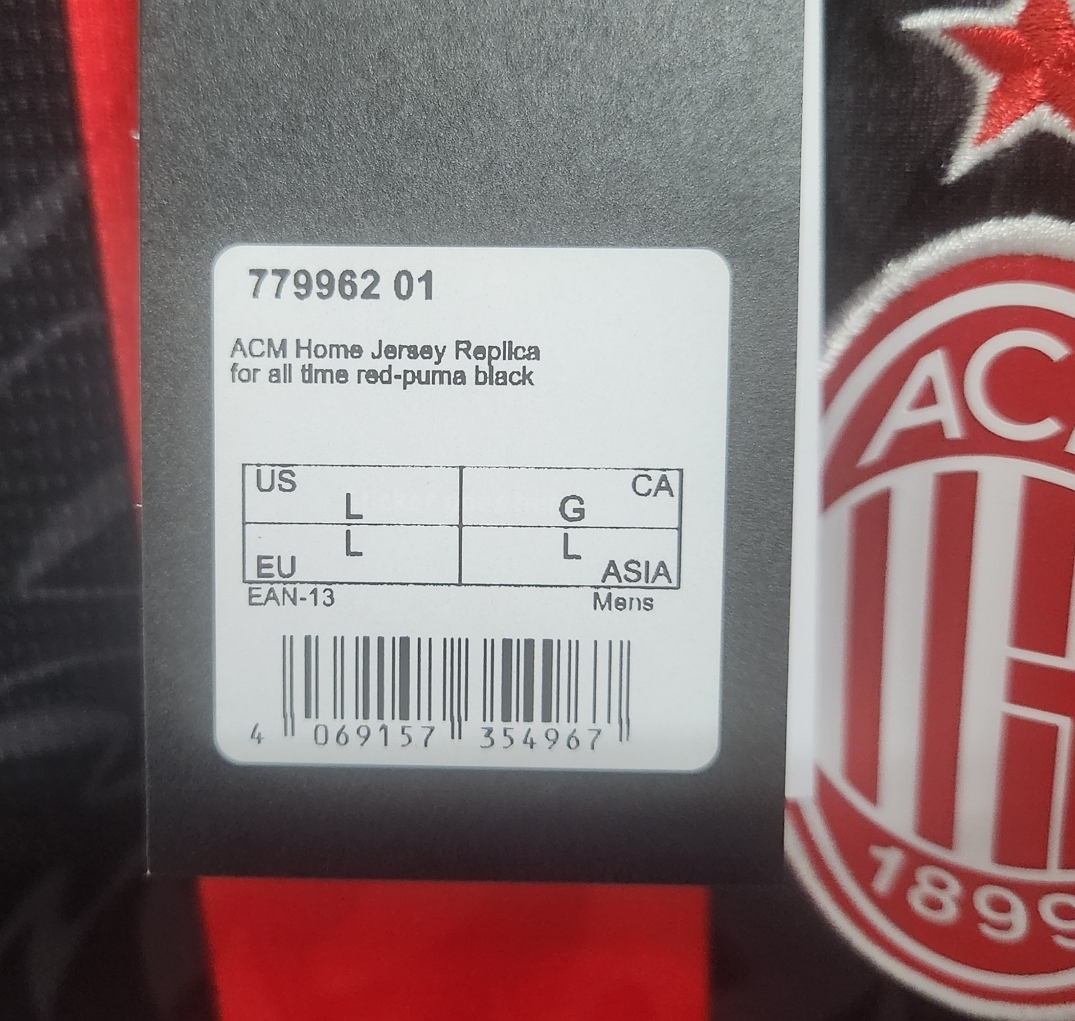 779962 01
ACM Home Jersey Replica
for all time red-puma black
US L
G CA
L EU
L ASIA
EAN-13
Mens
4 069157 354967
AC
1899